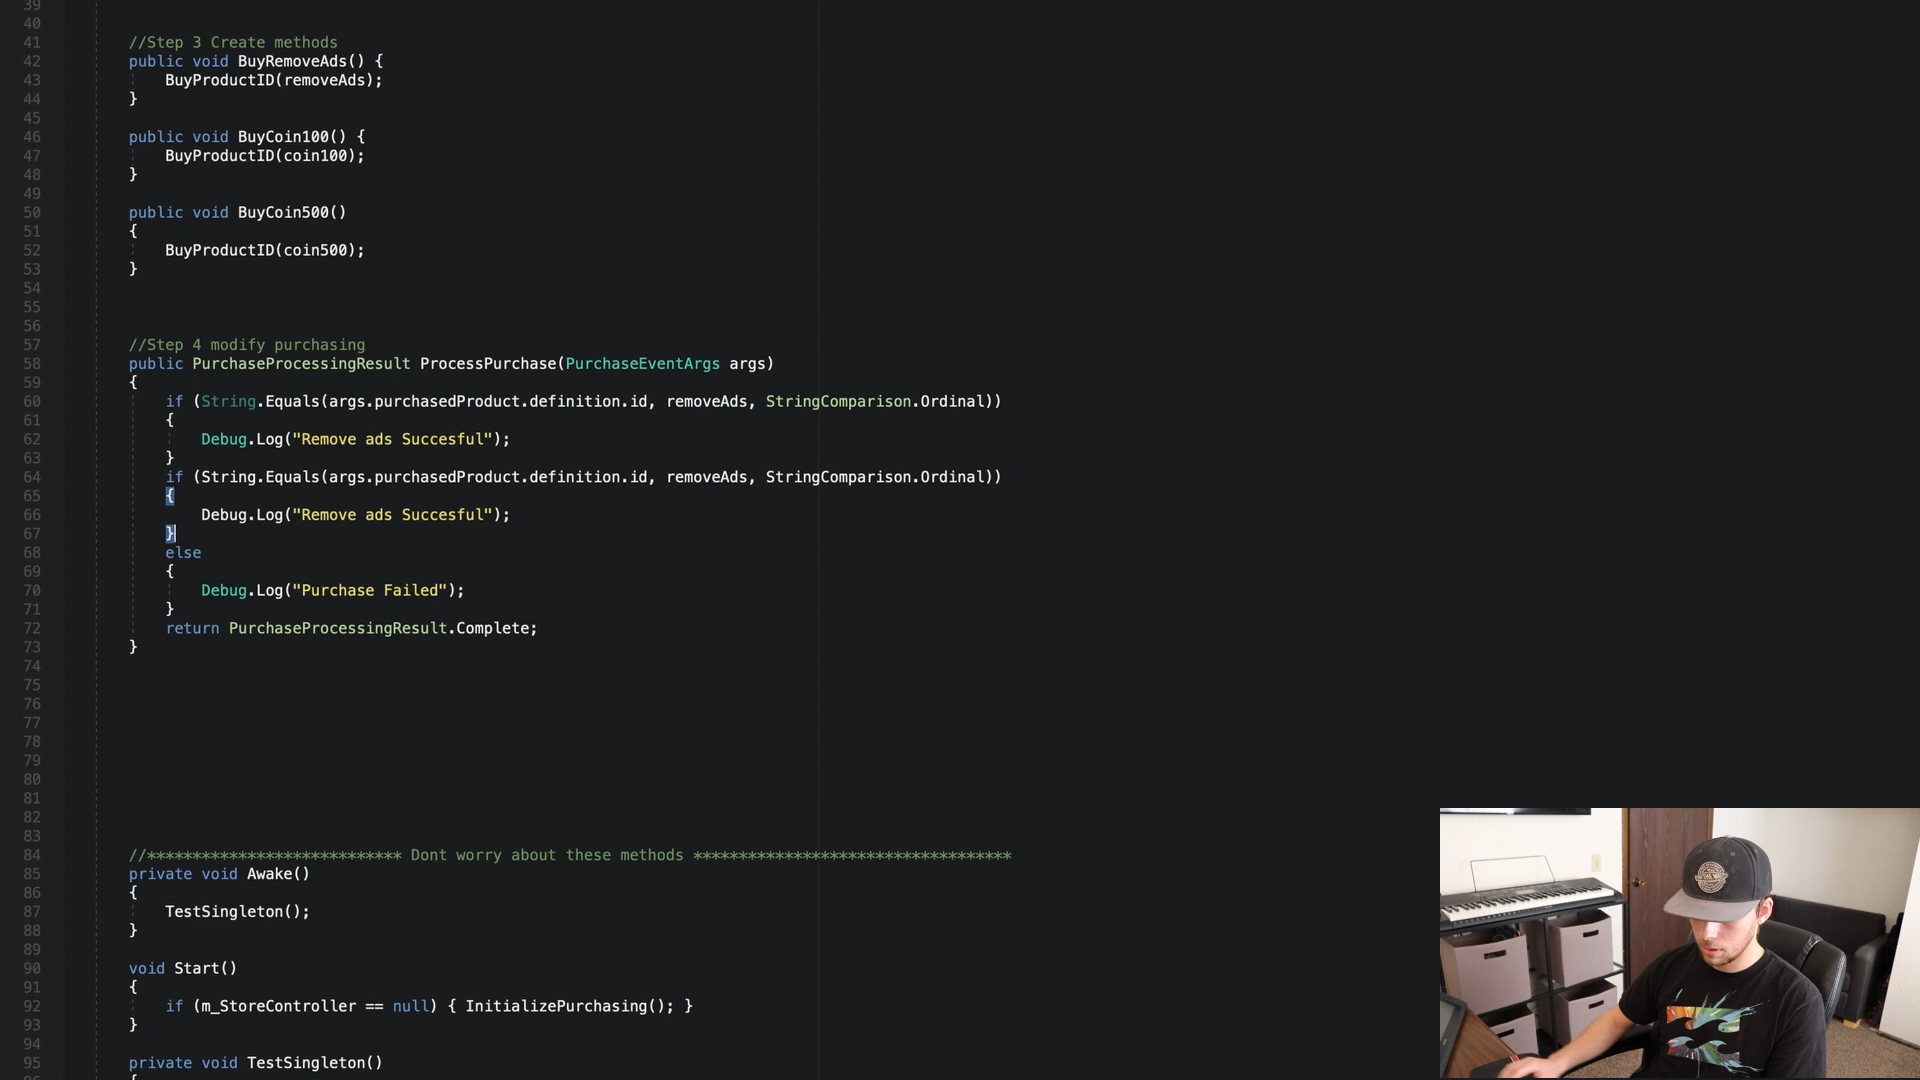 39
40
41 //Step 3 Create methods
42 public void BuyRemoveAds() {
43 BuyProductID(removeAds);
44 }
45
46 public void BuyCoin100() {
47 BuyProductID(coin100);
48 }
49
50 public void BuyCoin500()
51 {
52 BuyProductID(coin500);
53 }
54
55
56
57 //Step 4 modify purchasing
58 public PurchaseProcessingResult ProcessPurchase(PurchaseEventArgs args)
59 {
60 if (String.Equals(args.purchasedProduct.definition.id, removeAds, StringComparison.Ordinal))
61 {
62 Debug.Log("Remove ads Succesful");
63 }
64 if (String.Equals(args.purchasedProduct.definition.id, removeAds, StringComparison.Ordinal))
65 {
66 Debug.Log("Remove ads Succesful");
67 }
68 else
69 {
70 Debug.Log("Purchase Failed");
71 }
72 return PurchaseProcessingResult.Complete;
73 }
74
75
76
77
78
79
80
81
82
83
84 //**************************** Dont worry about these methods ***********************************
85 private void Awake()
86 {
87 TestSingleton();
88 }
89
90 void Start()
91 {
92 if (m_StoreController == null) { InitializePurchasing(); }
93 }
94
95 private void TestSingleton()
{